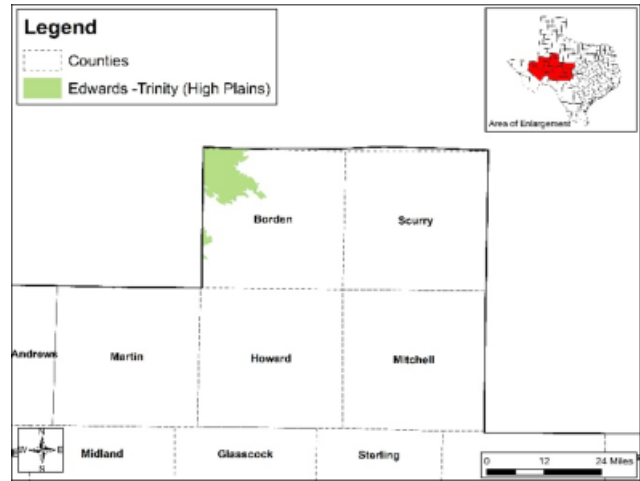 Legend
Counties
Edwards -Trinity (High Plains)
Area of Enlargement
Borden
Scurry
Andrews
Martin
Howard
Mitchell
N
W
E
S
Midland
Glasscock
Sterling
0 12 24 Miles